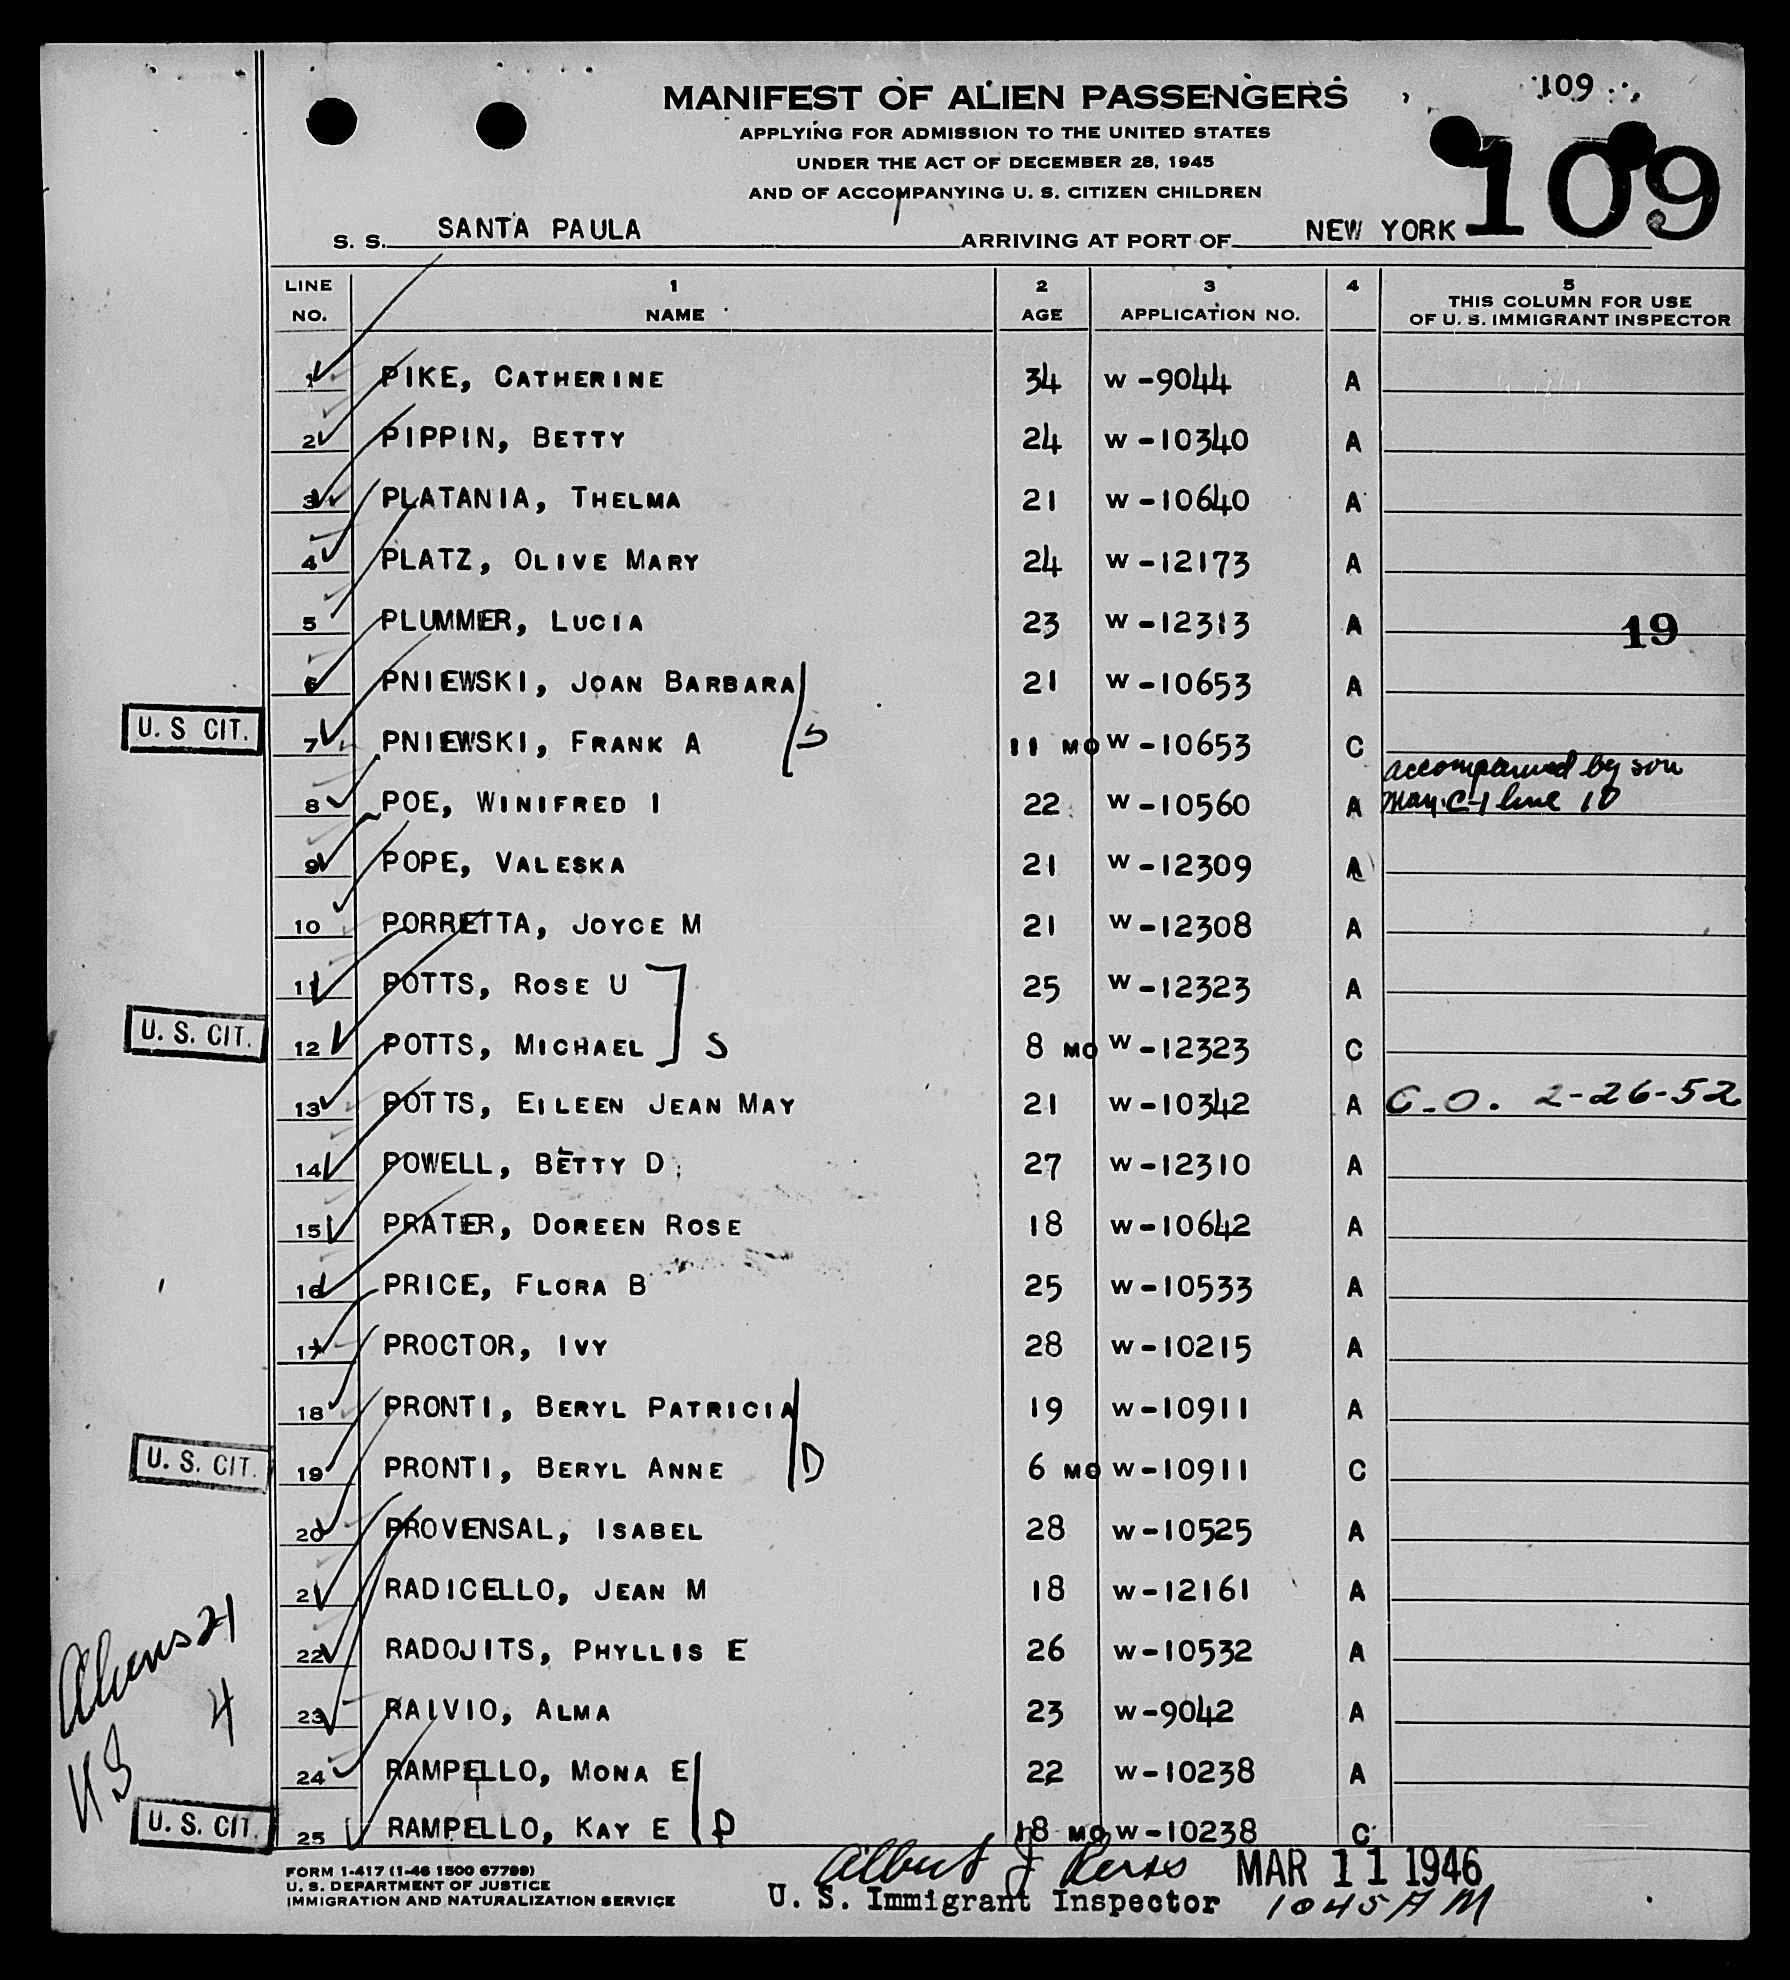 109
MANIFEST OF ALIEN PASSENGERS
109
APPLYING FOR ADMISSION TO THE UNITED STATES
UNDER THE ACT OF DECEMBER 28, 1945
AND OF ACCOMPANYING U. S. CITIZEN CHILDREN
S. S. SANTA PAULA ARRIVING AT PORT OF NEW YORK
LINE NO. 1 NAME 2 AGE 3 APPLICATION NO. 4 5 THIS COLUMN FOR USE OF U. S. IMMIGRANT INSPECTOR
1 PIKE, CATHERINE 34 W-9044 A
2 PIPPIN, BETTY 24 W-10340 A
3 PLATANIA, THELMA 21 W-10640 A
4 PLATZ, OLIVE MARY 24 W-12173 A
5 PLUMMER, LUCIA 23 W-12313 A 19
6 PNIEWSKI, JOAN BARBARA 21 W-10653 A
U. S CIT. 7 PNIEWSKI, FRANK A S 11 MO W-10653 C
accompanied by son
8 POE, WINIFRED I 22 W-10560 A Man. C-1 line 10
9 POPE, VALESKA 21 W-12309 A
10 PORRETTA, JOYCE M 21 W-12308 A
11 POTTS, ROSE U 25 W-12323 A
U. S. CIT. 12 POTTS, MICHAEL S 8 MO W-12323 C
13 POTTS, EILEEN JEAN MAY 21 W-10342 A C.O. 2-26-52
14 POWELL, BETTY D 27 W-12310 A
15 PRATER, DOREEN ROSE 18 W-10642 A
16 PRICE, FLORA B 25 W-10533 A
17 PROCTOR, IVY 28 W-10215 A
18 PRONTI, BERYL PATRICIA 19 W-10911 A
U. S. CIT. 19 PRONTI, BERYL ANNE D 6 MO W-10911 C
20 PROVENSAL, ISABEL 28 W-10525 A
21 RADICELLO, JEAN M 18 W-12161 A
Aliens 21
22 RADOJITS, PHYLLIS E 26 W-10532 A
23 RAIVIO, ALMA 23 W-9042 A
US 4
24 RAMPELLO, MONA E 22 W-10238 A
U. S. CIT. 25 RAMPELLO, KAY E D 18 MO W-10238 C
FORM I-417 (1-46 1500 67799)
U. S. DEPARTMENT OF JUSTICE
IMMIGRATION AND NATURALIZATION SERVICE
Albert J
MAR 11 1946
U. S. Immigrant Inspector 1045 AM